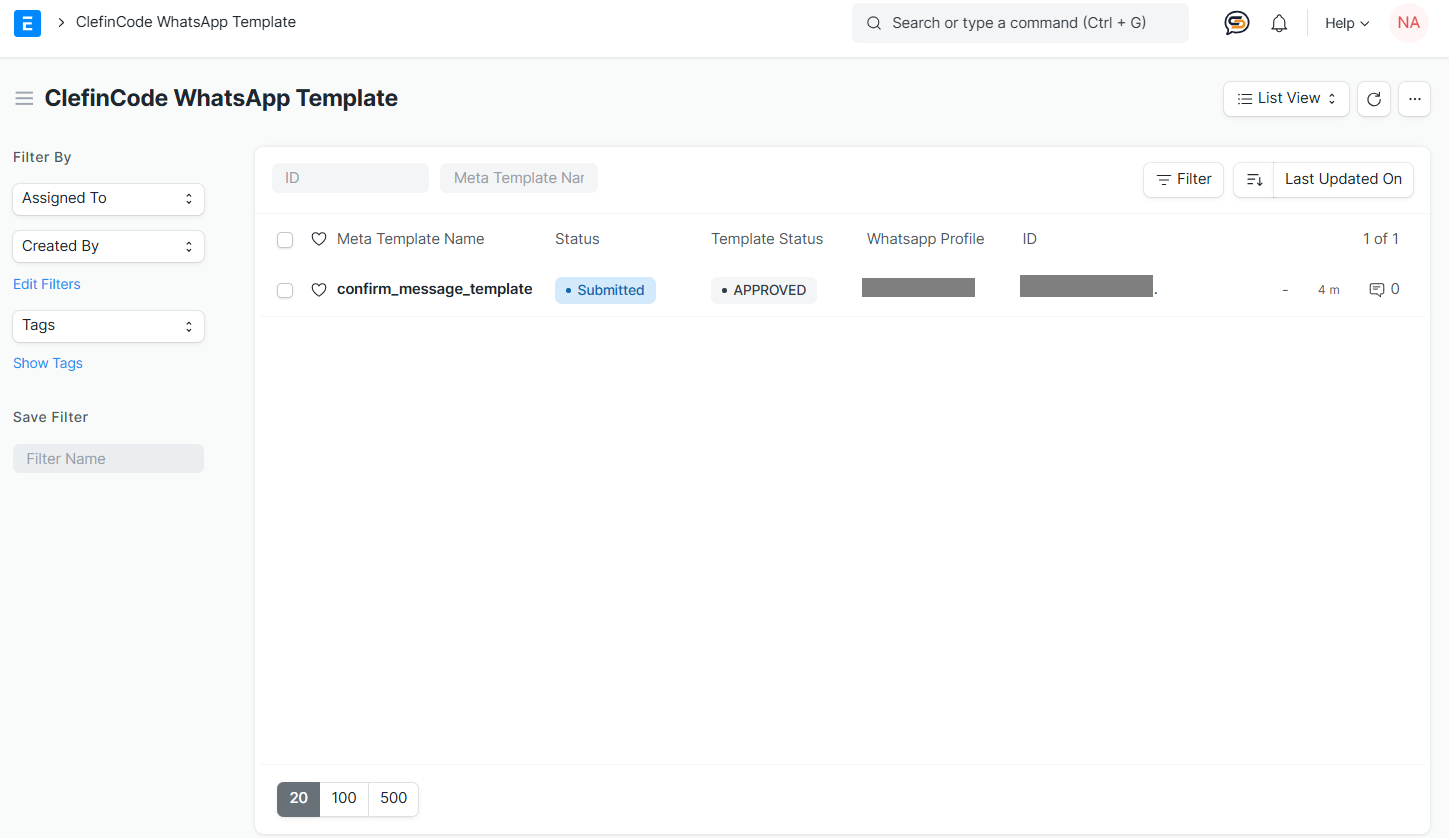 E
ClefinCode WhatsApp Template
Search or type a command (Ctrl + G)
Help
NA
ClefinCode WhatsApp Template
List View
Filter By
Assigned To
Created By
Edit Filters
Tags
Show Tags
Save Filter
Filter Name
ID
Meta Template Nar
Filter
Last Updated On
Meta Template Name
Status
Template Status
Whatsapp Profile
ID
1 of 1
confirm_message_template
Submitted
APPROVED
.
-
4 m
0
20
100
500